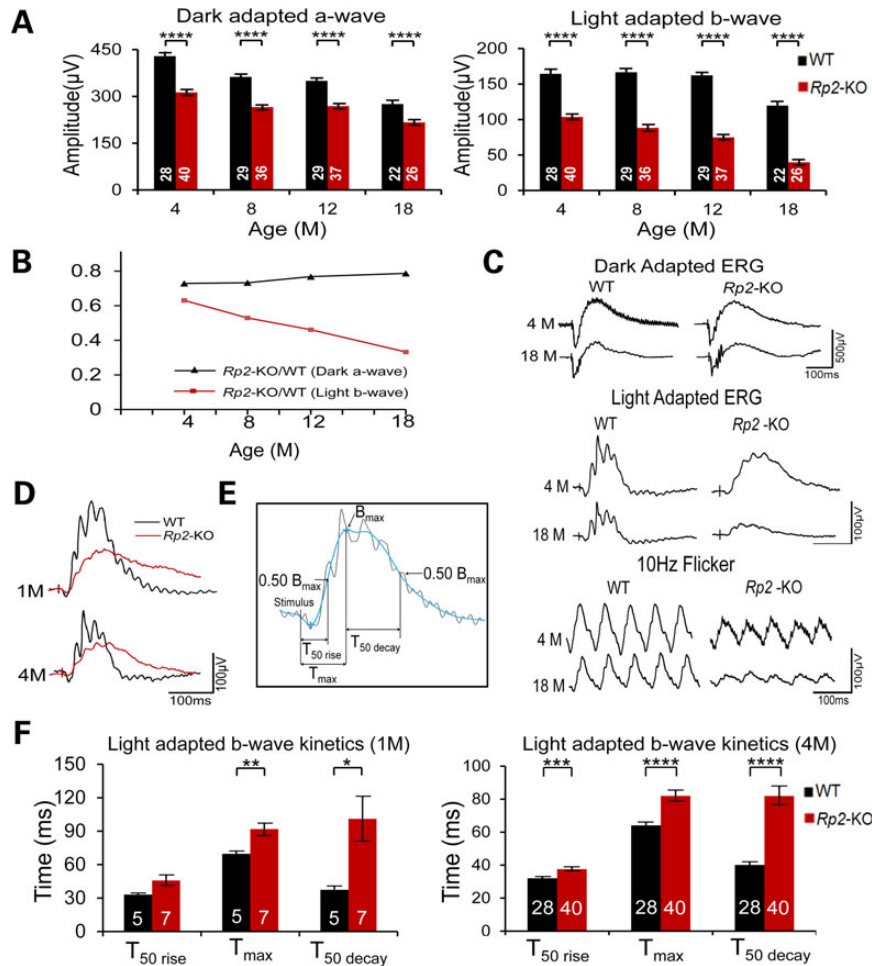 A
Dark adapted a-wave
Amplitude(µV)
450
300
150
0
**** **** **** ****
28 40 29 36 29 37 22 26
4 8 12 18
Age (M)
Light adapted b-wave
Amplitude(µV)
200
150
100
50
0
**** **** **** ****
28 40 29 36 29 37 22 26
4 8 12 18
Age (M)
WT
Rp2-KO
B
0.8
0.6
0.4
0.2
0
Rp2-KO/WT (Dark a-wave)
Rp2-KO/WT (Light b-wave)
4 8 12 18
Age (M)
C
Dark Adapted ERG
WT Rp2-KO
4 M
18 M
500µV
100ms
Light Adapted ERG
WT Rp2 -KO
4 M
18 M
100µV
100ms
10Hz Flicker
WT Rp2 -KO
4 M
18 M
100µV
100ms
D
WT
Rp2-KO
1M
4M
100µV
100ms
E
Bmax
0.50 Bmax
0.50 Bmax
Stimulus
T50 rise
T50 decay
Tmax
F
Light adapted b-wave kinetics (1M)
Time (ms)
150
120
90
60
30
0
** *
5 7 5 7 5 7
T50 rise Tmax T50 decay
Light adapted b-wave kinetics (4M)
Time (ms)
100
80
60
40
20
0
*** **** ****
28 40 28 40 28 40
T50 rise Tmax T50 decay
WT
Rp2-KO